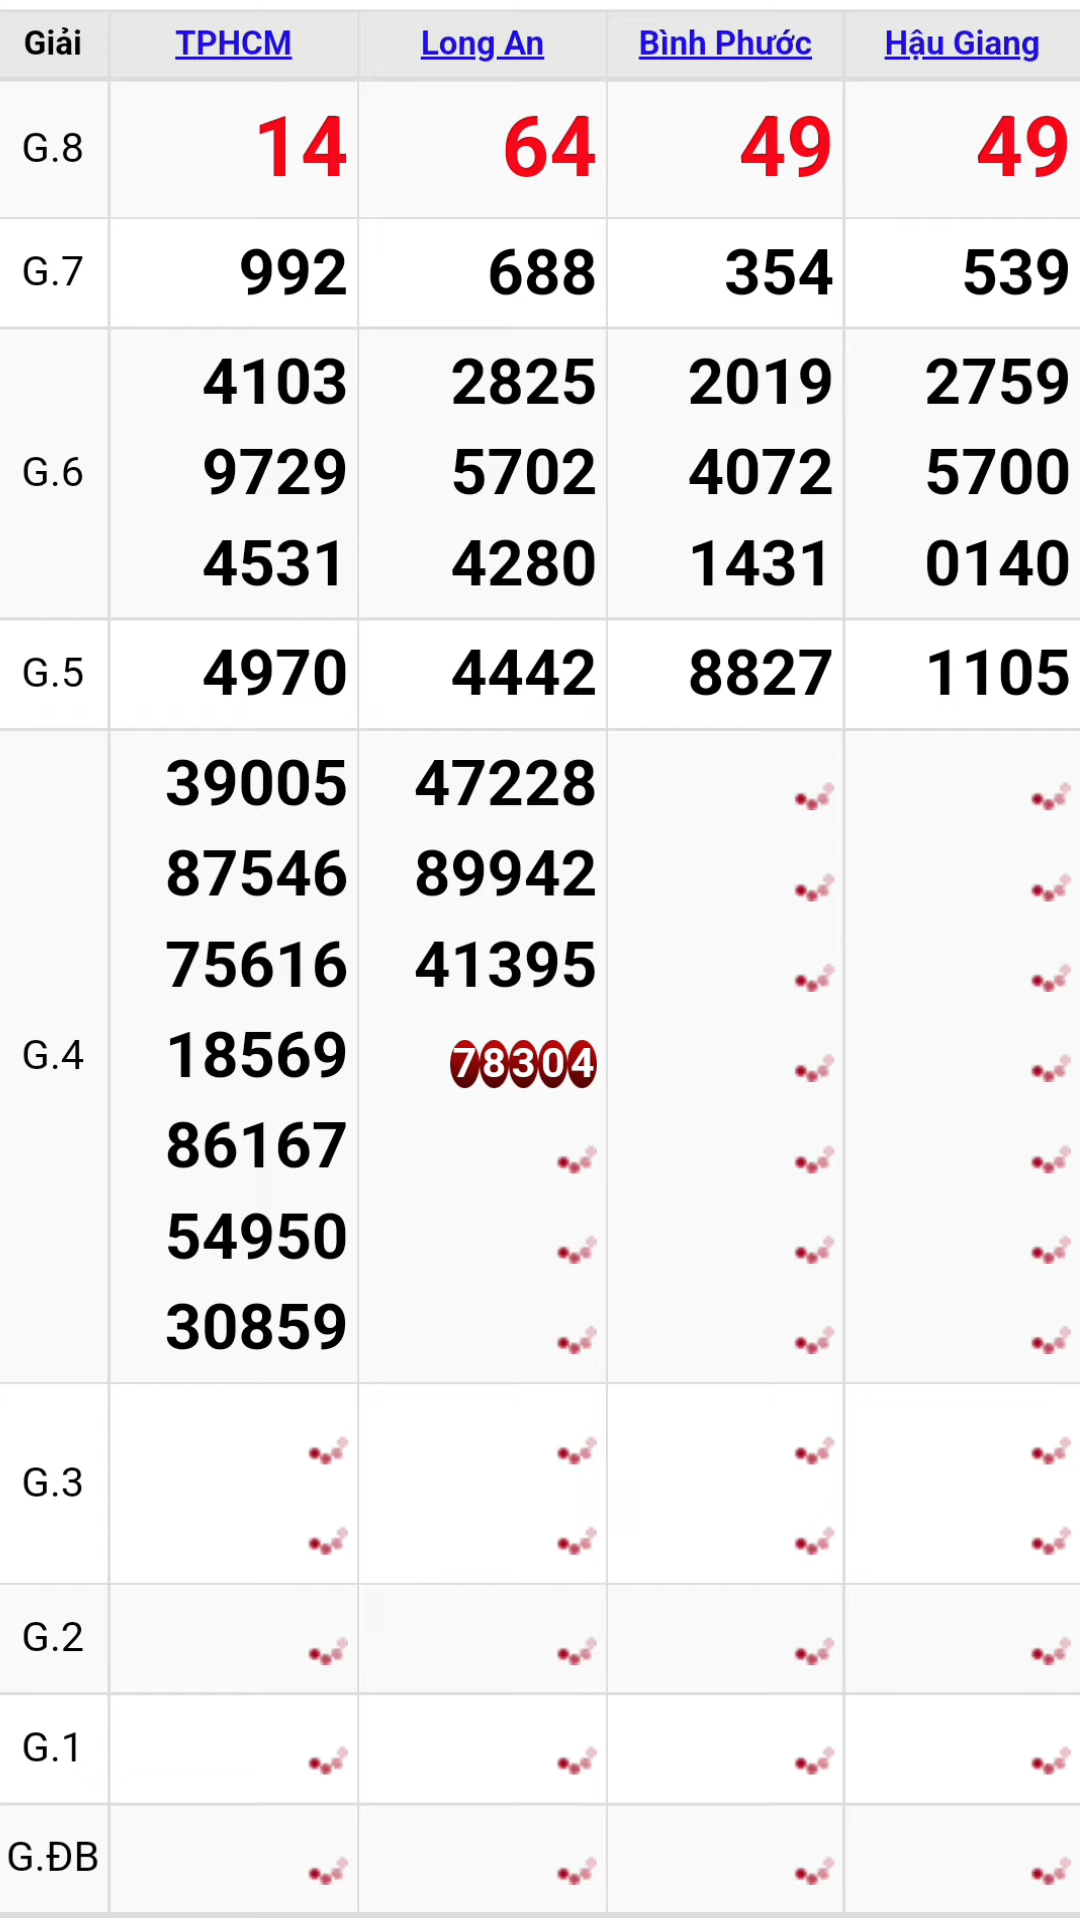 Giải TPHCM Long An Bình Phước Hậu Giang
G.8 14 64 49 49
G.7 992 688 354 539
4103 2825 2019 2759
G.6 9729 5702 4072 5700
4531 4280 1431 0140
G.5 4970 4442 8827 1105
39005 47228
87546 89942
75616 41395
G.4 18569 78304
86167
54950
30859
G.3
G.2
G.1
G.ĐB